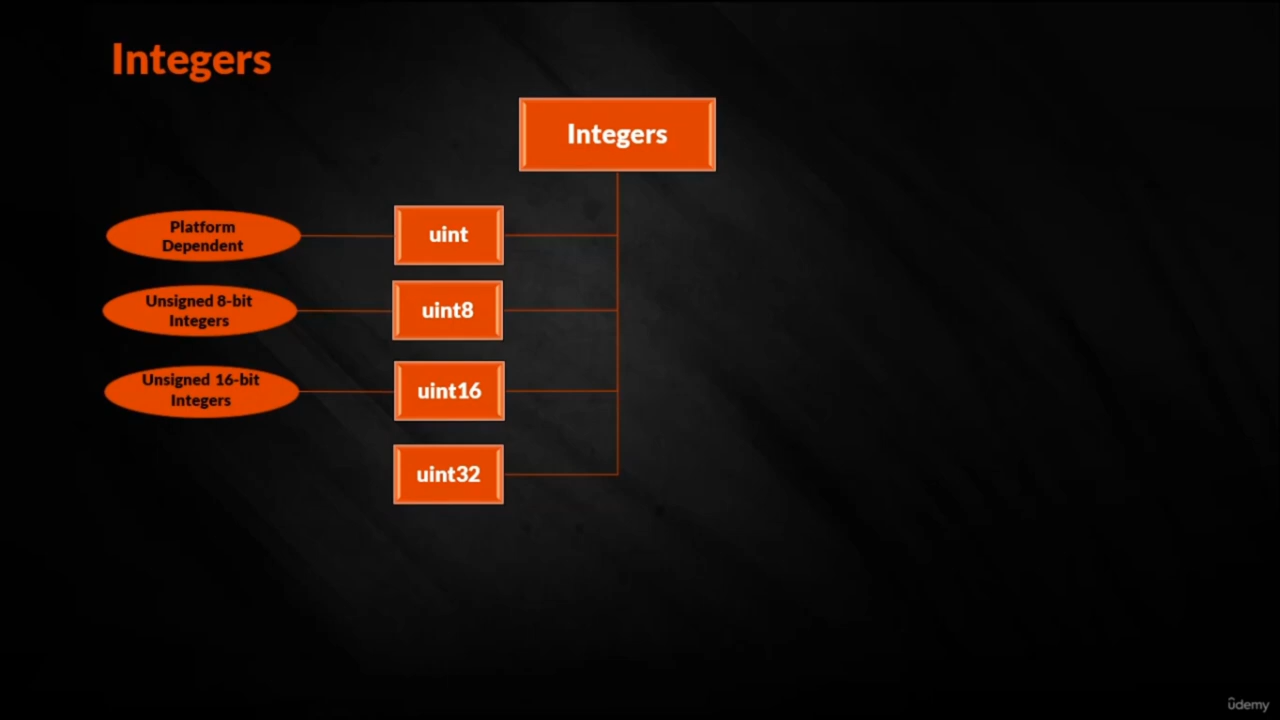 Integers
Integers
Platform
Dependent
uint
Unsigned 8-bit
Integers
uint8
Unsigned 16-bit
Integers
uint16
uint32
ûdemy